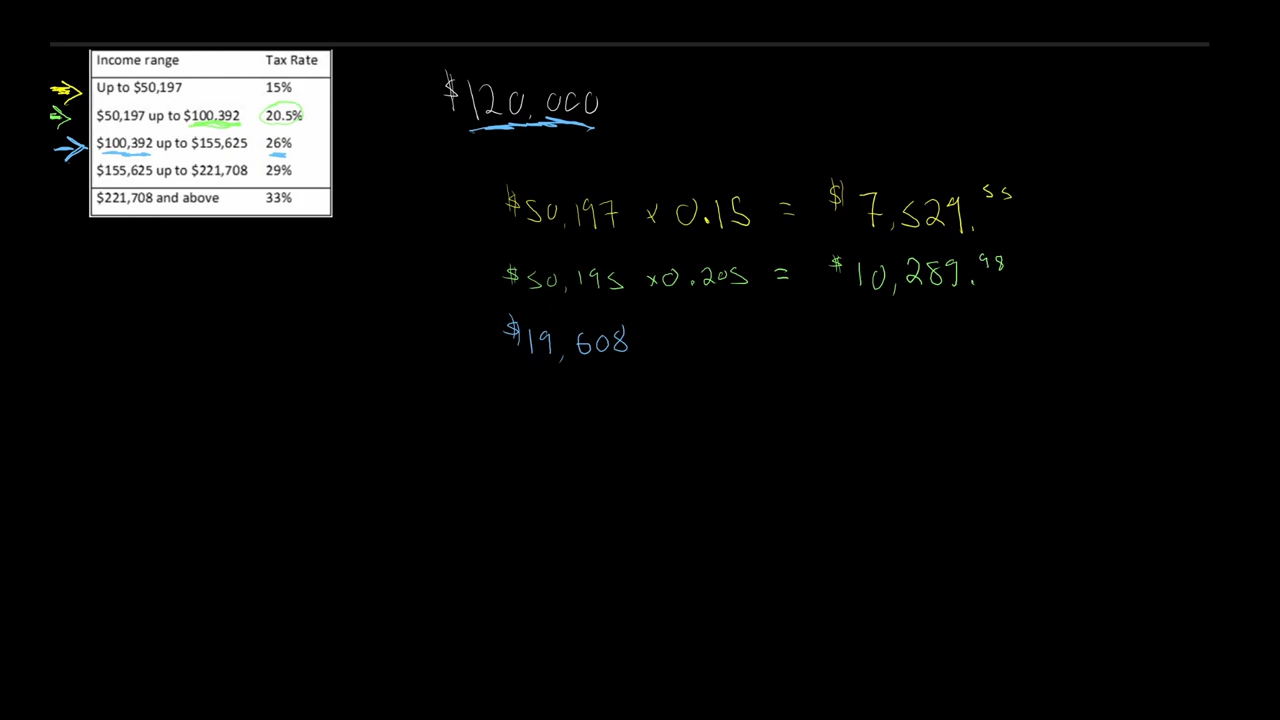 Income range Tax Rate
Up to $50,197 15%
$50,197 up to $100,392 20.5%
$100,392 up to $155,625 26%
$155,625 up to $221,708 29%
$221,708 and above 33%
$120,000
$50,197 x 0.15 = $7,529.55
$50,195 x 0.205 = $10,289.98
$19,608